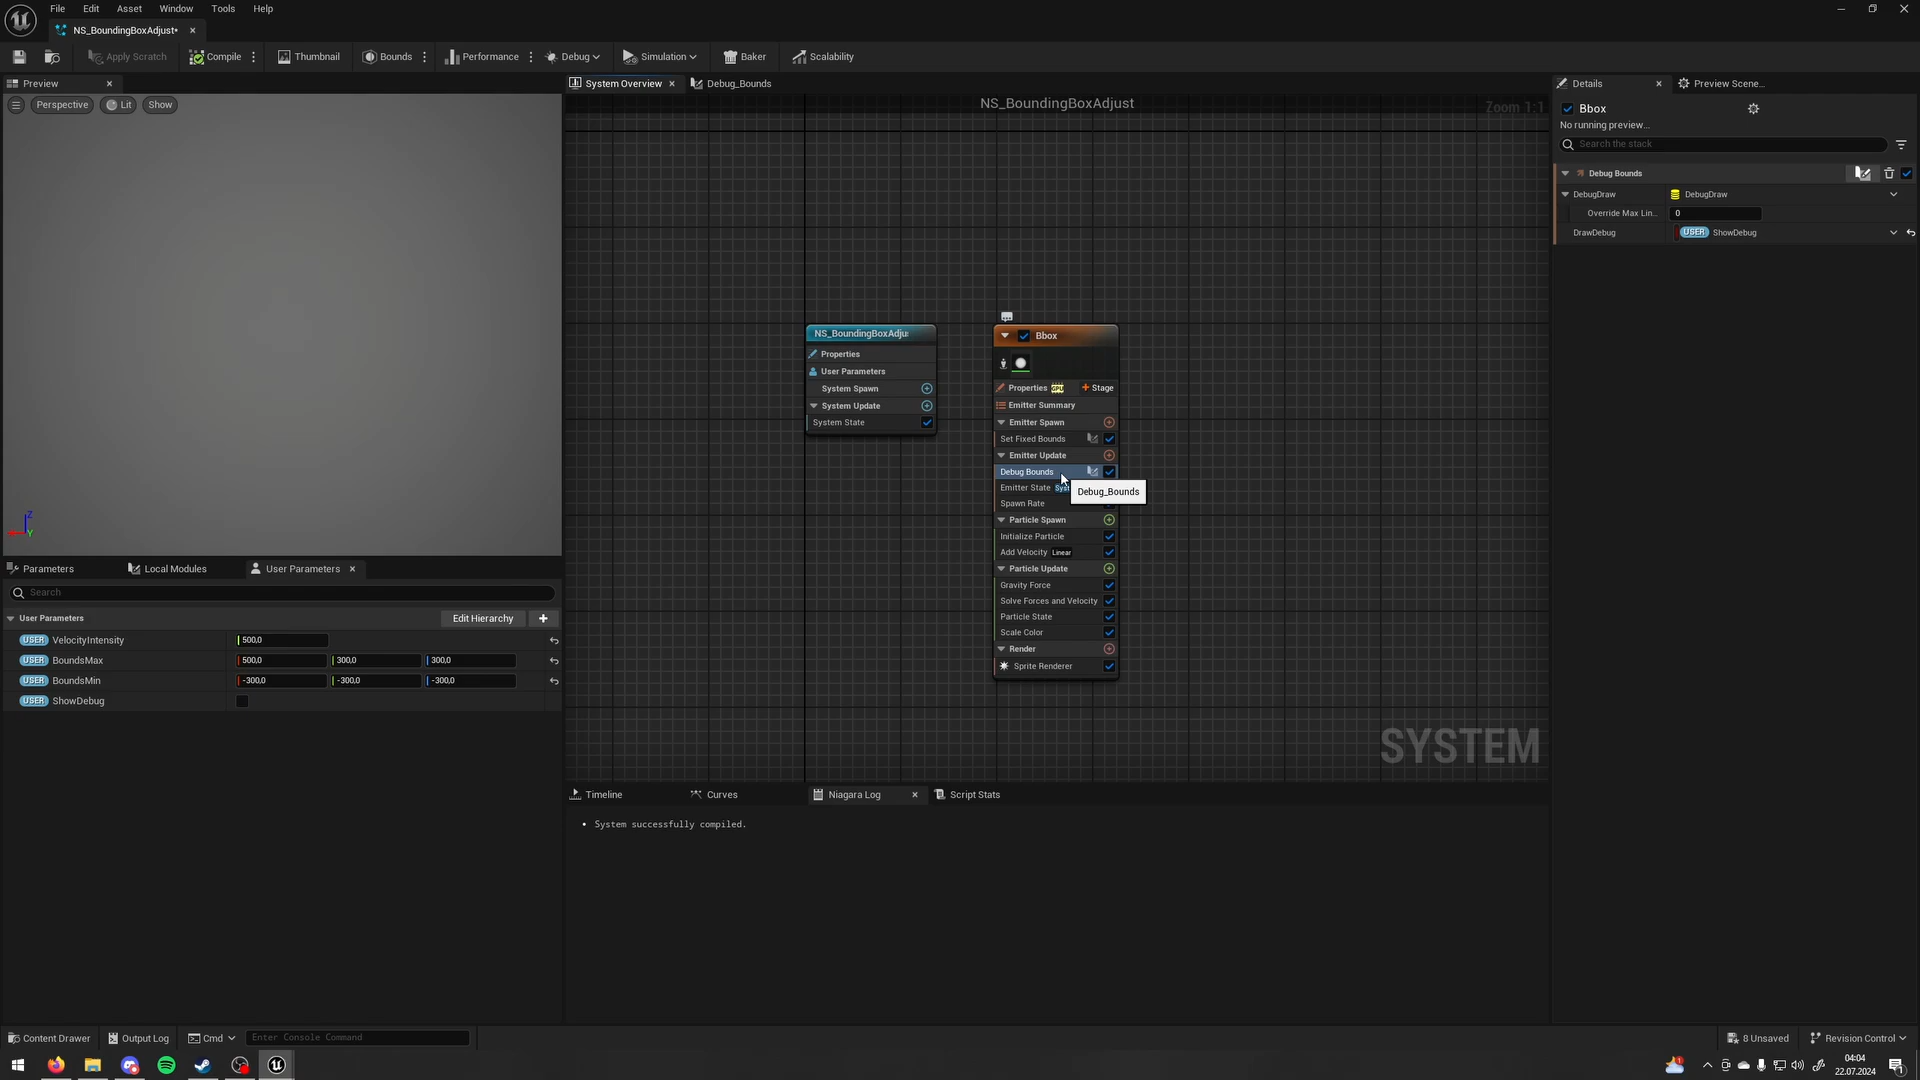 File Edit Asset Window Tools Help
NS_BoundingBoxAdjust•
Apply Scratch Compile Thumbnail Bounds Performance Debug Simulation Baker Scalability
Preview
Perspective Lit Show
Z
Y
System Overview Debug_Bounds
NS_BoundingBoxAdjust
Zoom 1:1
NS_BoundingBoxAdju
Properties
User Parameters
System Spawn
System Update
System State
Bbox
Properties GPU Stage
Emitter Summary
Emitter Spawn
Set Fixed Bounds
Emitter Update
Debug Bounds
Emitter State Syst
Debug_Bounds
Spawn Rate
Particle Spawn
Initialize Particle
Add Velocity Linear
Particle Update
Gravity Force
Solve Forces and Velocity
Particle State
Scale Color
Render
Sprite Renderer
SYSTEM
Details Preview Scene...
Bbox
No running preview...
Search the stack
Debug Bounds
DebugDraw DebugDraw
Override Max Lin... 0
DrawDebug USER ShowDebug
Parameters Local Modules User Parameters
Search
User Parameters Edit Hierarchy
USER VelocityIntensity 500,0
USER BoundsMax 500,0 300,0 300,0
USER BoundsMin -300,0 -300,0 -300,0
USER ShowDebug
Timeline Curves Niagara Log Script Stats
• System successfully compiled.
Content Drawer Output Log Cmd Enter Console Command
8 Unsaved Revision Control
04:04
22.07.2024
1